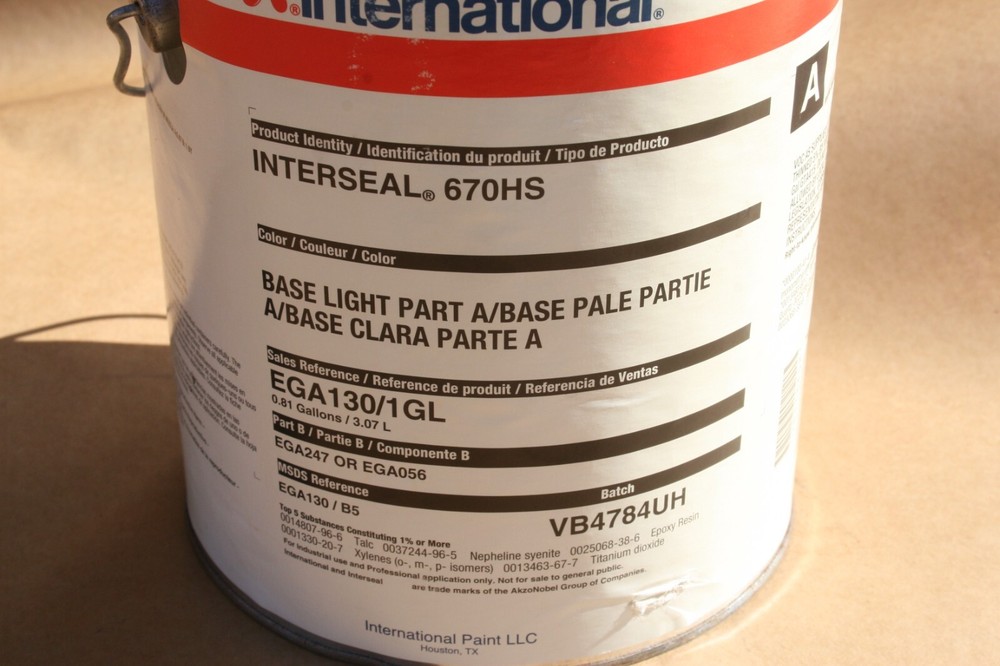 International®
A
Product Identity / Identification du produit / Tipo de Producto
INTERSEAL® 670HS
Color / Couleur / Color
BASE LIGHT PART A/BASE PALE PARTIE
A/BASE CLARA PARTE A
Sales Reference / Reference de produit / Referencia de Ventas
EGA130/1GL
0.81 Gallons / 3.07 L
Part B / Partie B / Componente B
EGA247 OR EGA056
MSDS Reference Batch
EGA130 / B5 VB4784UH
Top 5 Substances Constituting 1% or More
0014807-96-6 Talc 0037244-96-5 Nepheline syenite 0025068-38-6 Epoxy Resin
0001330-20-7 Xylenes (o-, m-, p- isomers) 0013463-67-7 Titanium dioxide
For Industrial use and Professional application only. Not for sale to general public.
International and Interseal are trade marks of the AkzoNobel Group of Companies.
International Paint LLC
Houston, TX